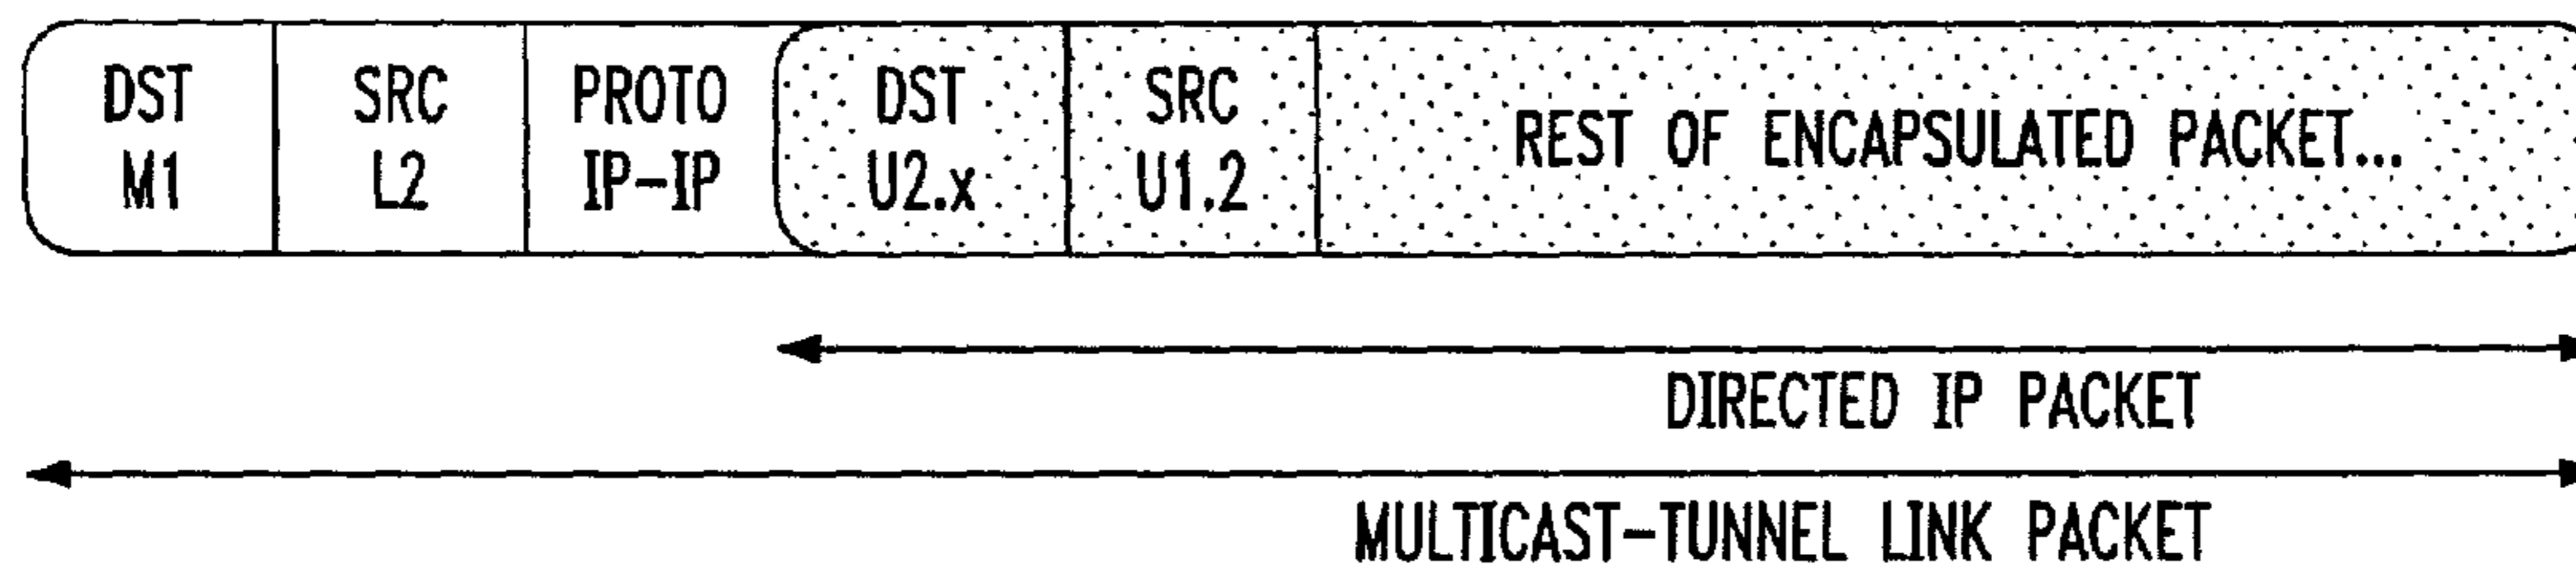 DST SRC PROTO DST SRC
M1 L2 IP-IP U2.x U1.2
REST OF ENCAPSULATED PACKET...
DIRECTED IP PACKET
MULTICAST-TUNNEL LINK PACKET